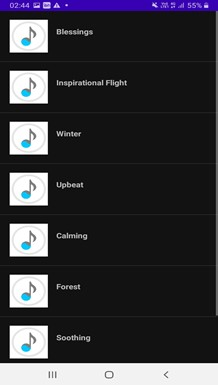 02:44
55%
Blessings
Inspirational Flight
Winter
Upbeat
Calming
Forest
Soothing